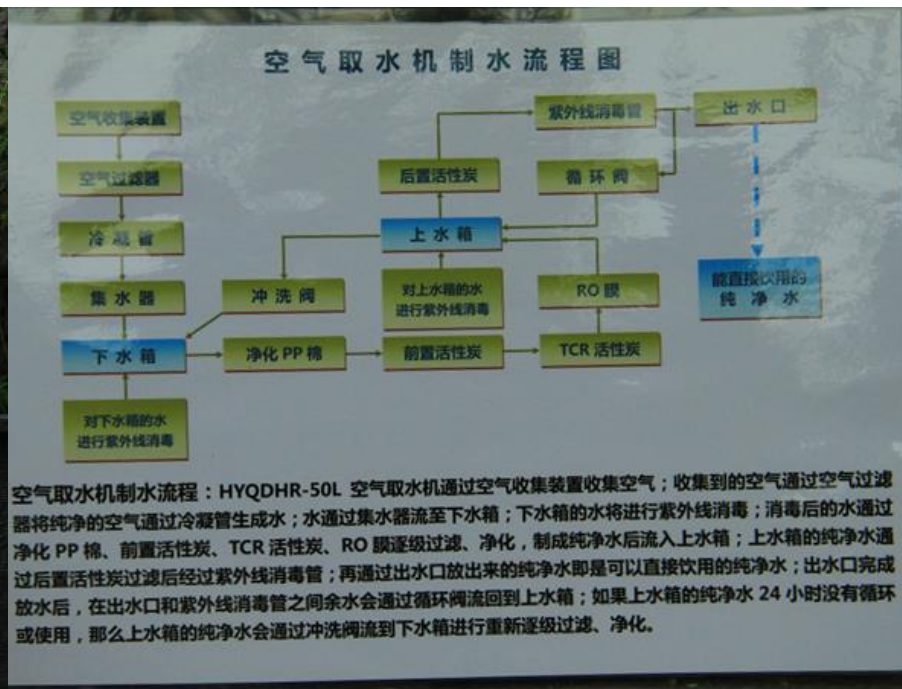 空气取水机制水流程图
空气收集装置
空气过滤器
冷凝管
集水器
下水箱
对下水箱的水
进行紫外线消毒
冲洗阀
净化PP棉
前置活性炭
TCR 活性炭
RO膜
上水箱
对上水箱的水
进行紫外线消毒
后置活性炭
紫外线消毒管
循环阀
出水口
能直接饮用的
纯净水
空气取水机制水流程：HYQDHR-50L 空气取水机通过空气收集装置收集空气；收集到的空气通过空气过滤
器将纯净的空气通过冷凝管生成水；水通过集水器流至下水箱；下水箱的水将进行紫外线消毒；消毒后的水通过
净化 PP 棉、前置活性炭、TCR 活性炭、RO 膜逐级过滤、净化，制成纯净水后流入上水箱；上水箱的纯净水通
过后置活性炭过滤后经过紫外线消毒管；再通过出水口放出来的纯净水即是可以直接饮用的纯净水；出水口完成
放水后，在出水口和紫外线消毒管之间余水会通过循环阀流回到上水箱；如果上水箱的纯净水 24 小时没有循环
或使用，那么上水箱的纯净水会通过冲洗阀流到下水箱进行重新逐级过滤、净化。